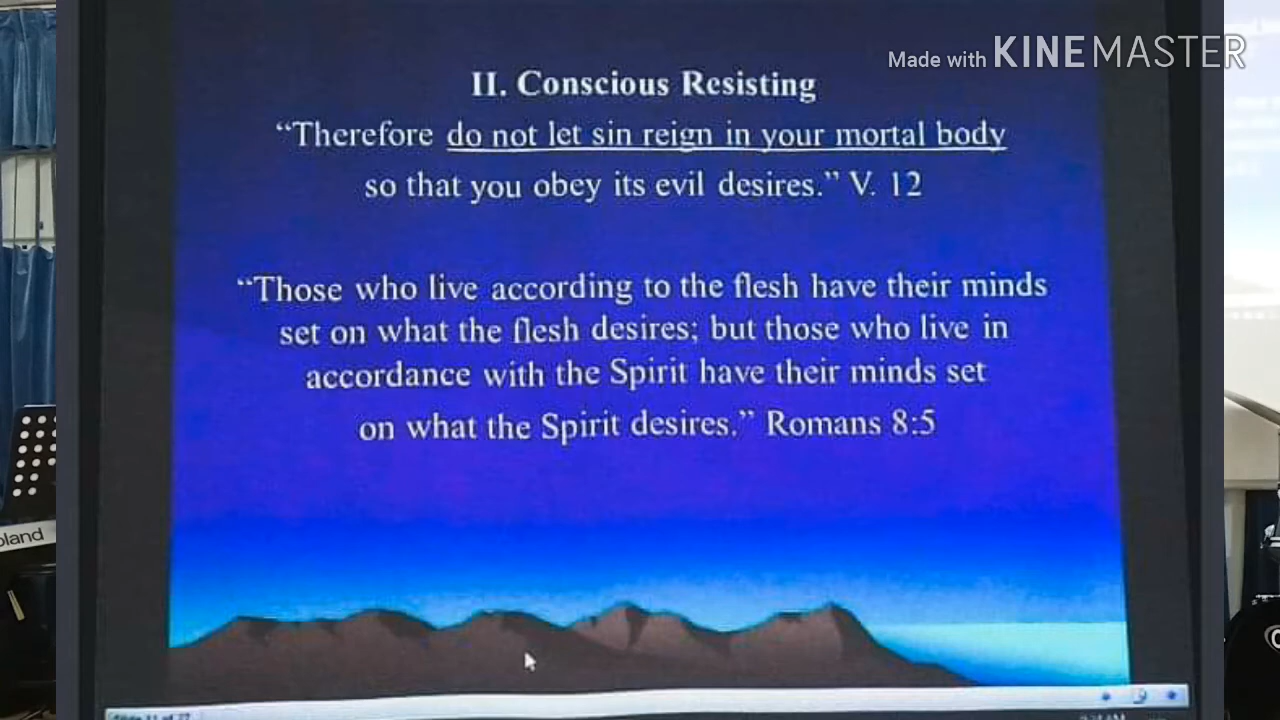 Made with KINEMASTER
II. Conscious Resisting
“Therefore do not let sin reign in your mortal body
so that you obey its evil desires.” V. 12
“Those who live according to the flesh have their minds
set on what the flesh desires; but those who live in
accordance with the Spirit have their minds set
on what the Spirit desires.” Romans 8:5
oland